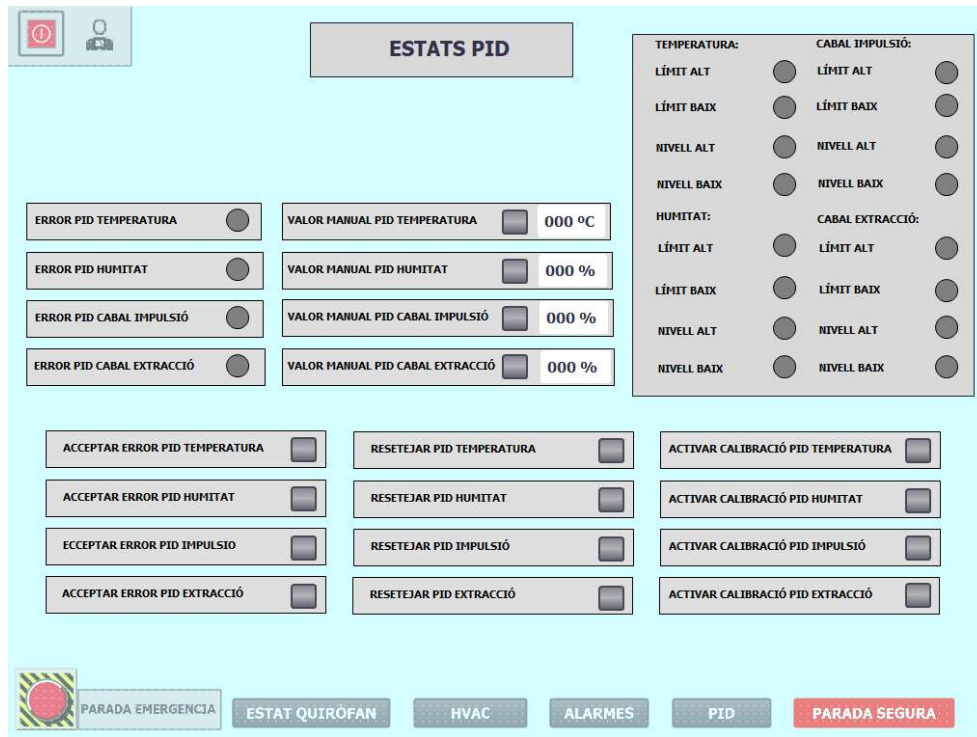 ESTATS PID
TEMPERATURA: CABAL IMPULSIÓ:
LÍMIT ALT LÍMIT ALT
LÍMIT BAIX LÍMIT BAIX
NIVELL ALT NIVELL ALT
NIVELL BAIX NIVELL BAIX
HUMITAT: CABAL EXTRACCIÓ:
LÍMIT ALT LÍMIT ALT
LÍMIT BAIX LÍMIT BAIX
NIVELL ALT NIVELL ALT
NIVELL BAIX NIVELL BAIX
ERROR PID TEMPERATURA VALOR MANUAL PID TEMPERATURA 000 ºC
ERROR PID HUMITAT VALOR MANUAL PID HUMITAT 000 %
ERROR PID CABAL IMPULSIÓ VALOR MANUAL PID CABAL IMPULSIÓ 000 %
ERROR PID CABAL EXTRACCIÓ VALOR MANUAL PID CABAL EXTRACCIÓ 000 %
ACCEPTAR ERROR PID TEMPERATURA RESETEJAR PID TEMPERATURA ACTIVAR CALIBRACIÓ PID TEMPERATURA
ACCEPTAR ERROR PID HUMITAT RESETEJAR PID HUMITAT ACTIVAR CALIBRACIÓ PID HUMITAT
ECCEPTAR ERROR PID IMPULSIO RESETEJAR PID IMPULSIÓ ACTIVAR CALIBRACIÓ PID IMPULSIÓ
ACCEPTAR ERROR PID EXTRACCIÓ RESETEJAR PID EXTRACCIÓ ACTIVAR CALIBRACIÓ PID EXTRACCIÓ
PARADA EMERGENCIA ESTAT QUIRÒFAN HVAC ALARMES PID PARADA SEGURA